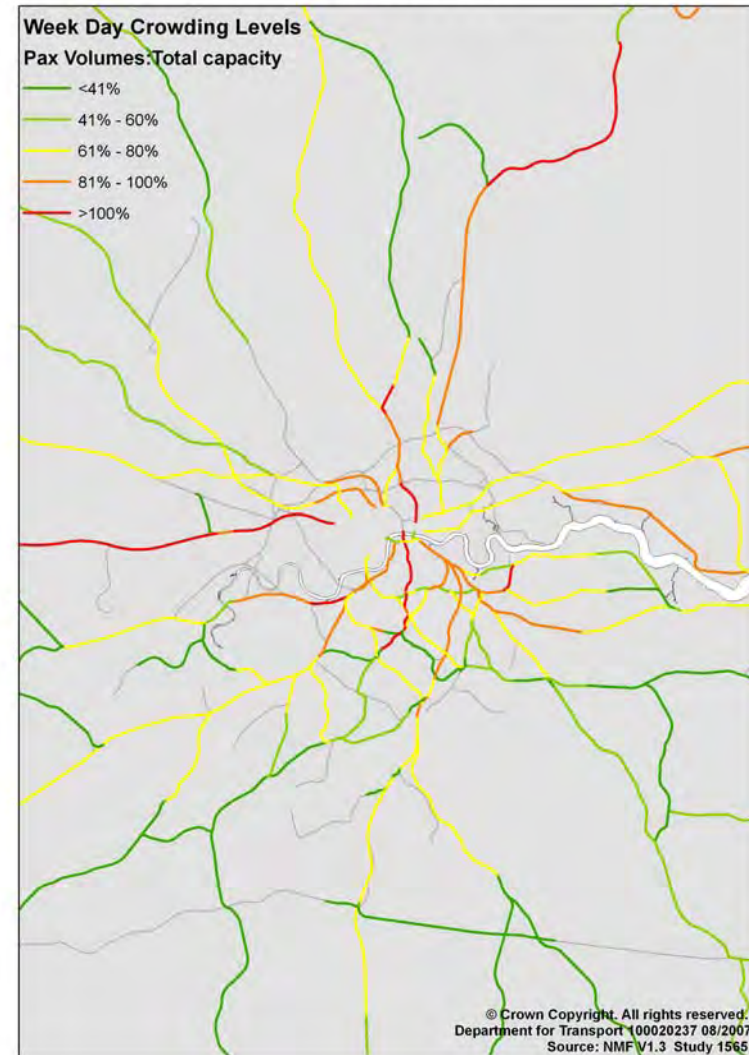 Week Day Crowding Levels
Pax Volumes:Total capacity
<41%
41% - 60%
61% - 80%
81% - 100%
>100%
© Crown Copyright. All rights reserved.
Department for Transport 100020237 08/2007
Source: NMF V1.3 Study 1565